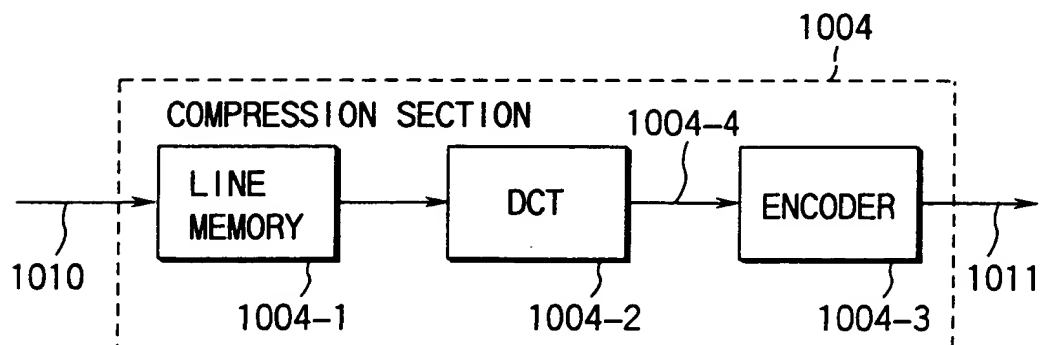 1004
COMPRESSION SECTION
1004-4
LINE
MEMORY
DCT
ENCODER
1010
1004-1
1004-2
1004-3
1011